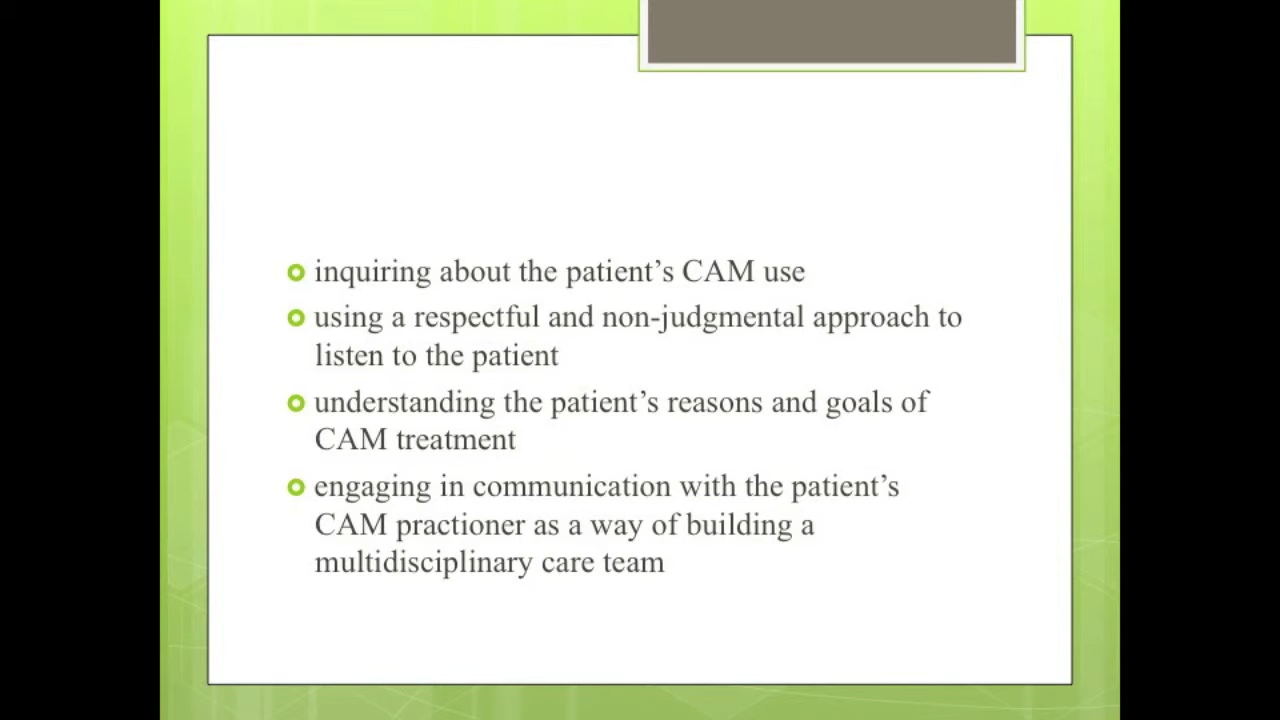 inquiring about the patient’s CAM use
using a respectful and non-judgmental approach to
listen to the patient
understanding the patient’s reasons and goals of
CAM treatment
engaging in communication with the patient’s
CAM practioner as a way of building a
multidisciplinary care team